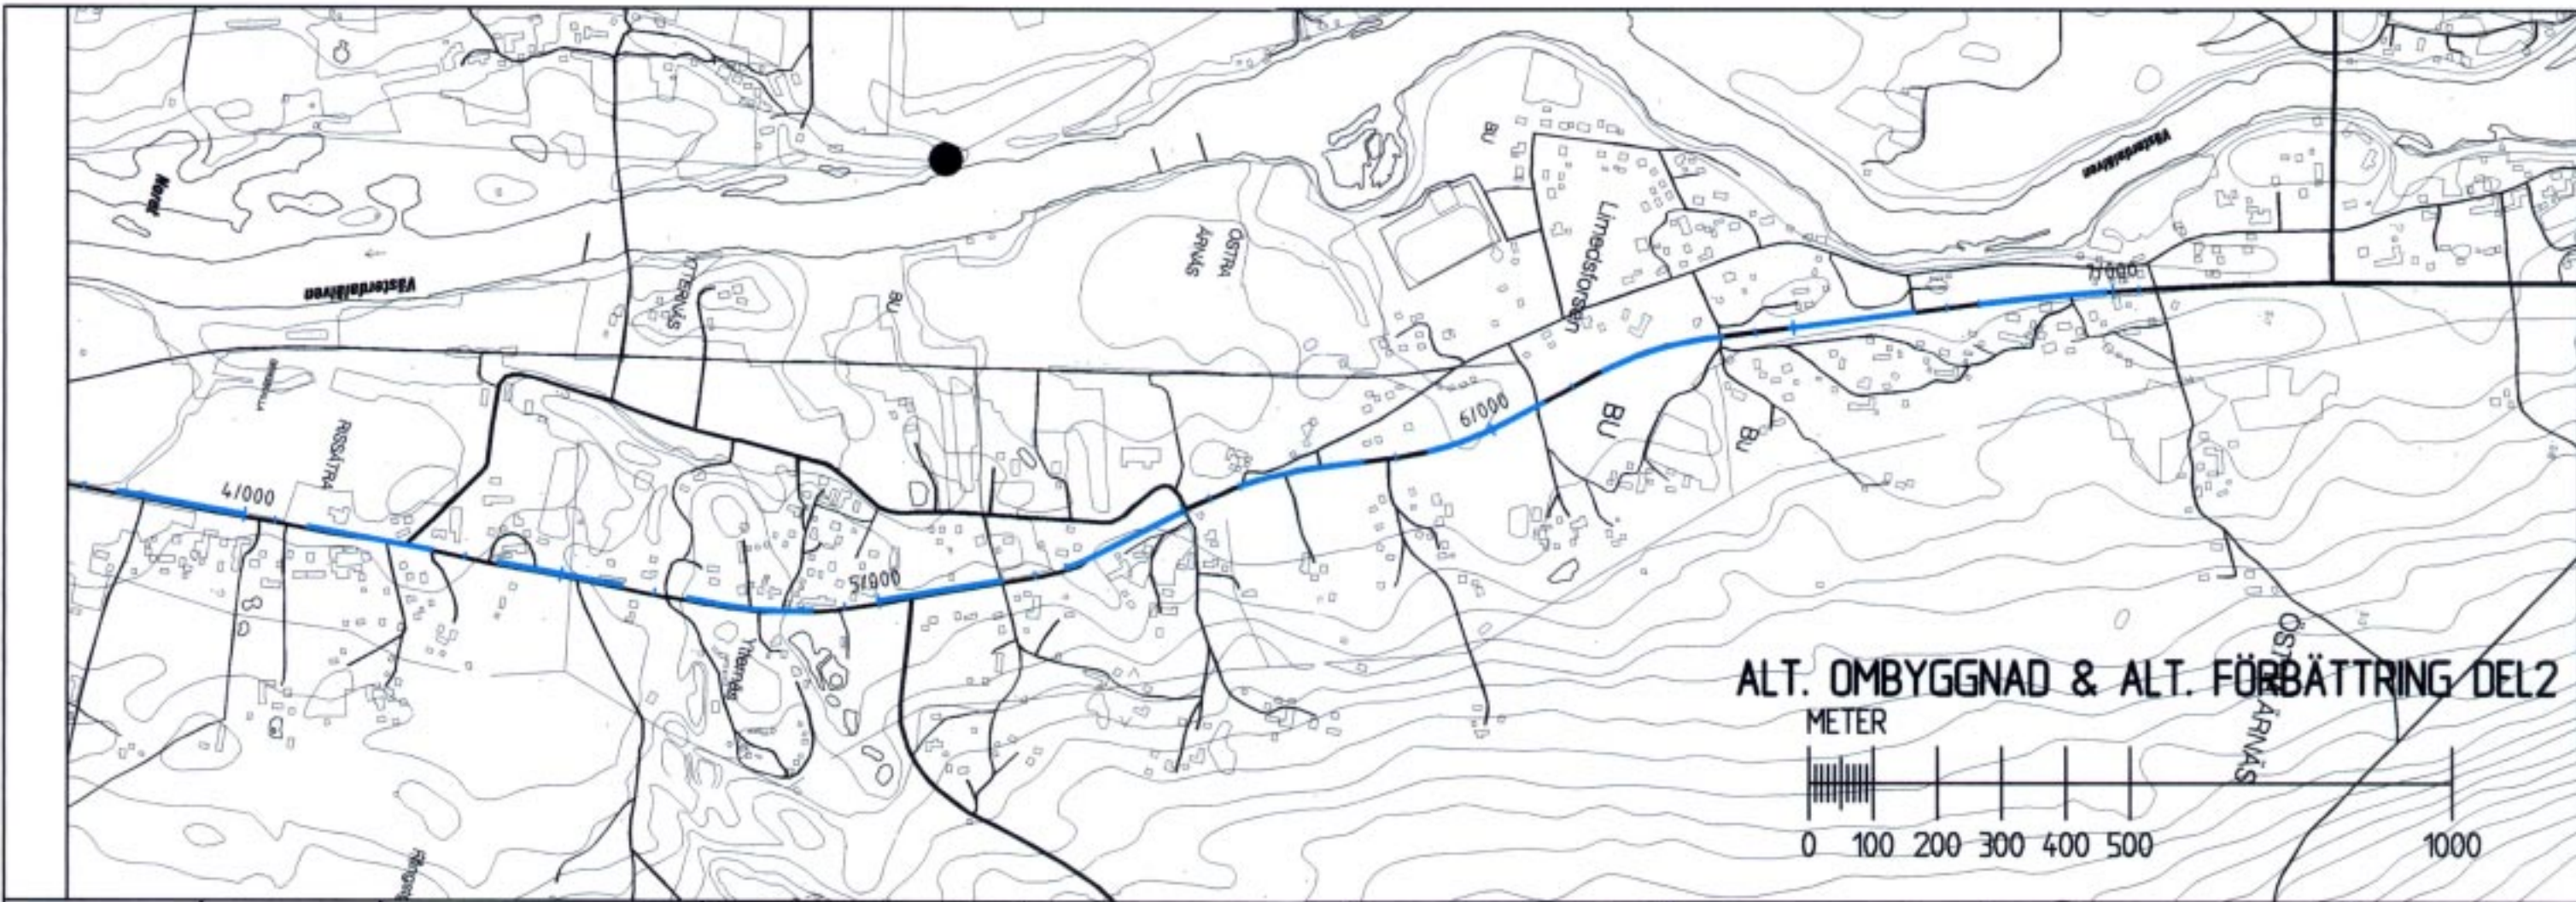 Västerdalälven
Västerdalälven
BU
Limedsforsen
ÖSTRA
ÄRNÄS
YTTERNÄS
BU
7/000
RISSÄTRA
6/000
BU
BU
4/000
5/000
Ytternäs
ÖSTRA ÄRNÄS
ALT. OMBYGGNAD & ALT. FÖRBÄTTRING DEL2
METER
0 100 200 300 400 500 1000